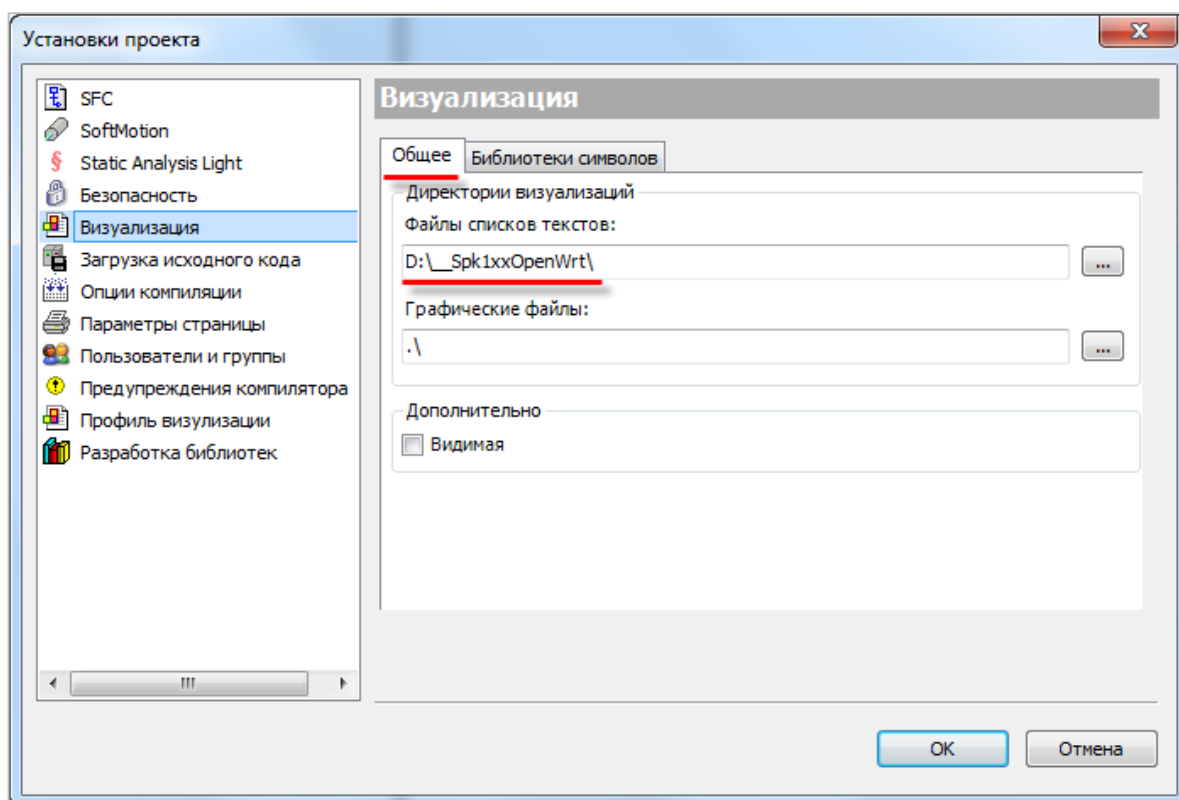 Установки проекта
SFC
SoftMotion
Static Analysis Light
Безопасность
Визуализация
Загрузка исходного кода
Опции компиляции
Параметры страницы
Пользователи и группы
Предупреждения компилятора
Профиль визулизации
Разработка библиотек
Визуализация
Общее
Библиотеки символов
Директории визуализаций
Файлы списков текстов:
D:\__Spk1xxOpenWrt\
...
Графические файлы:
.\
...
Дополнительно
Видимая
OK
Отмена